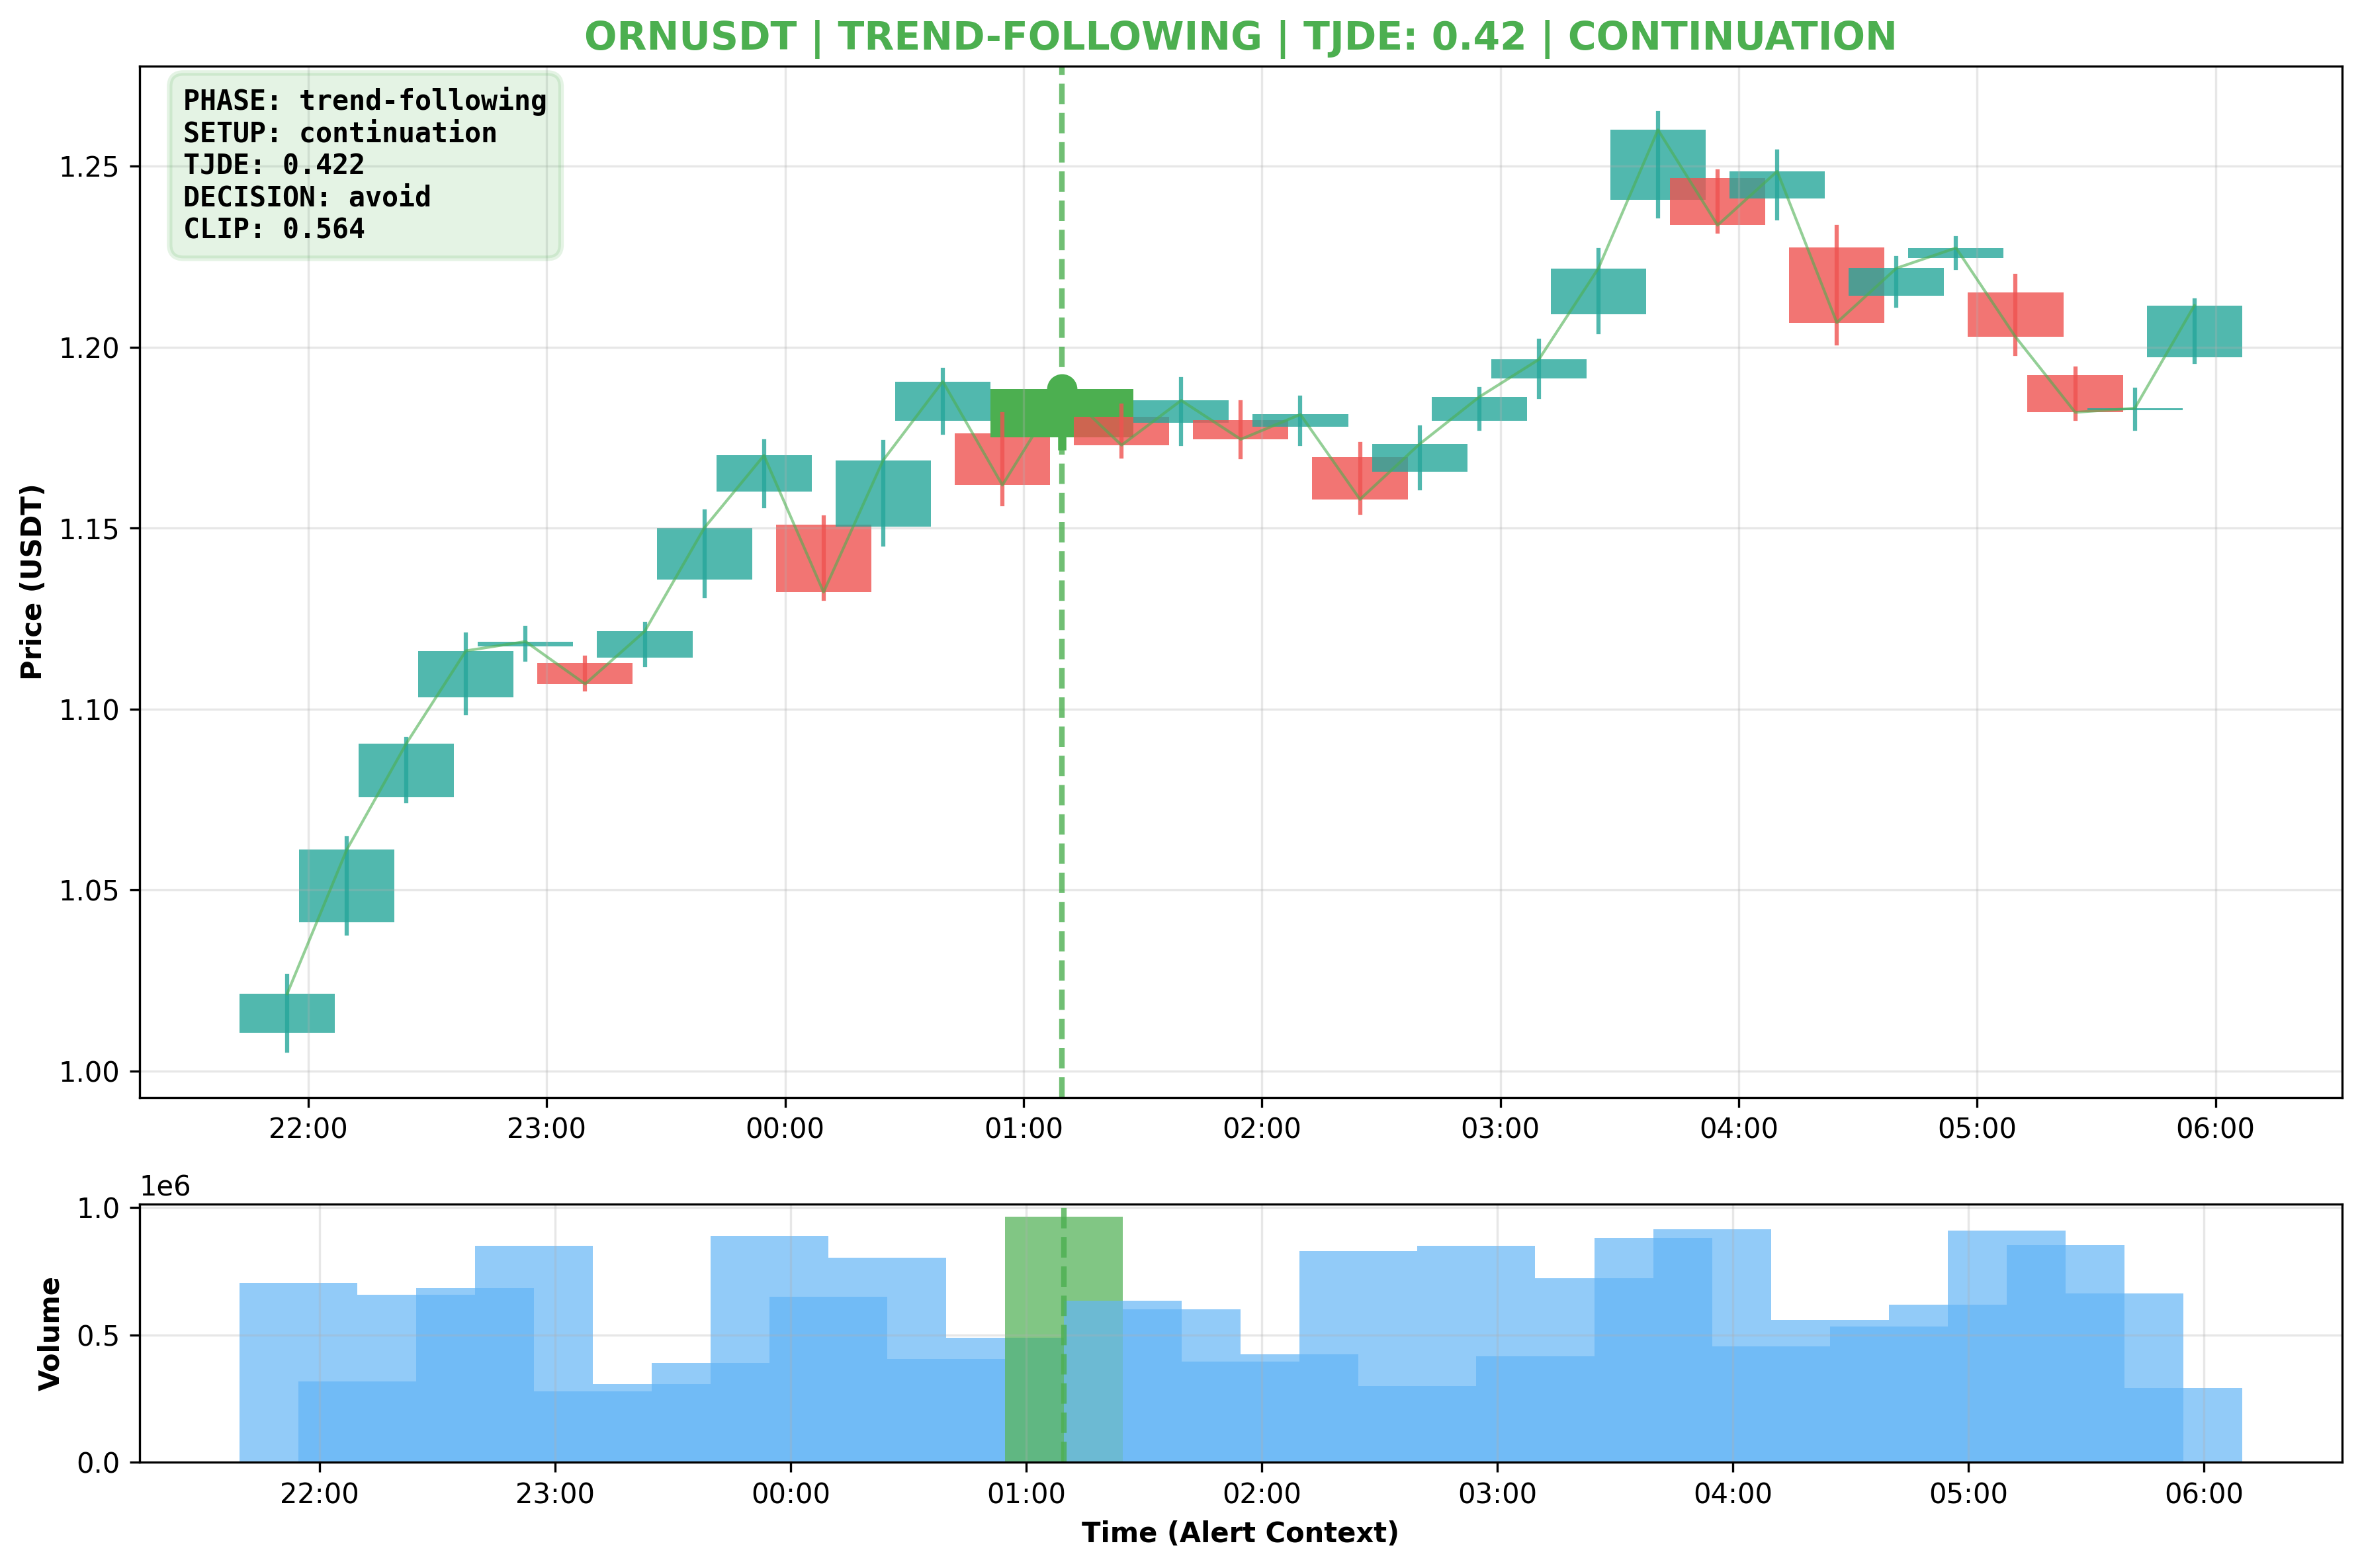 ORNUSDT | TREND-FOLLOWING | TJDE: 0.42 | CONTINUATION
PHASE: trend-following
SETUP: continuation
TJDE: 0.422
DECISION: avoid
CLIP: 0.564
Price (USDT)
1.25
1.20
1.15
1.10
1.05
1.00
22:00 23:00 00:00 01:00 02:00 03:00 04:00 05:00 06:00
1e6
Volume
1.0
0.5
0.0
22:00 23:00 00:00 01:00 02:00 03:00 04:00 05:00 06:00
Time (Alert Context)